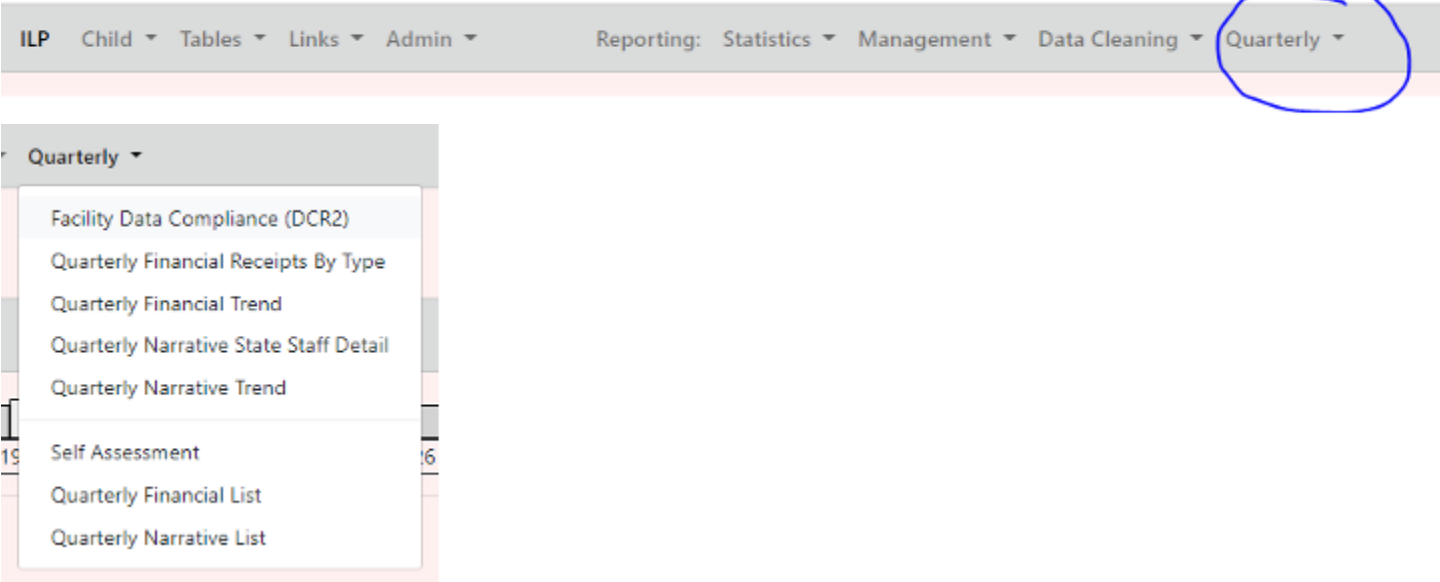 ILP Child Tables Links Admin Reporting: Statistics Management Data Cleaning Quarterly
Quarterly
Facility Data Compliance (DCR2)
Quarterly Financial Receipts By Type
Quarterly Financial Trend
Quarterly Narrative State Staff Detail
Quarterly Narrative Trend
19 26
Self Assessment
Quarterly Financial List
Quarterly Narrative List